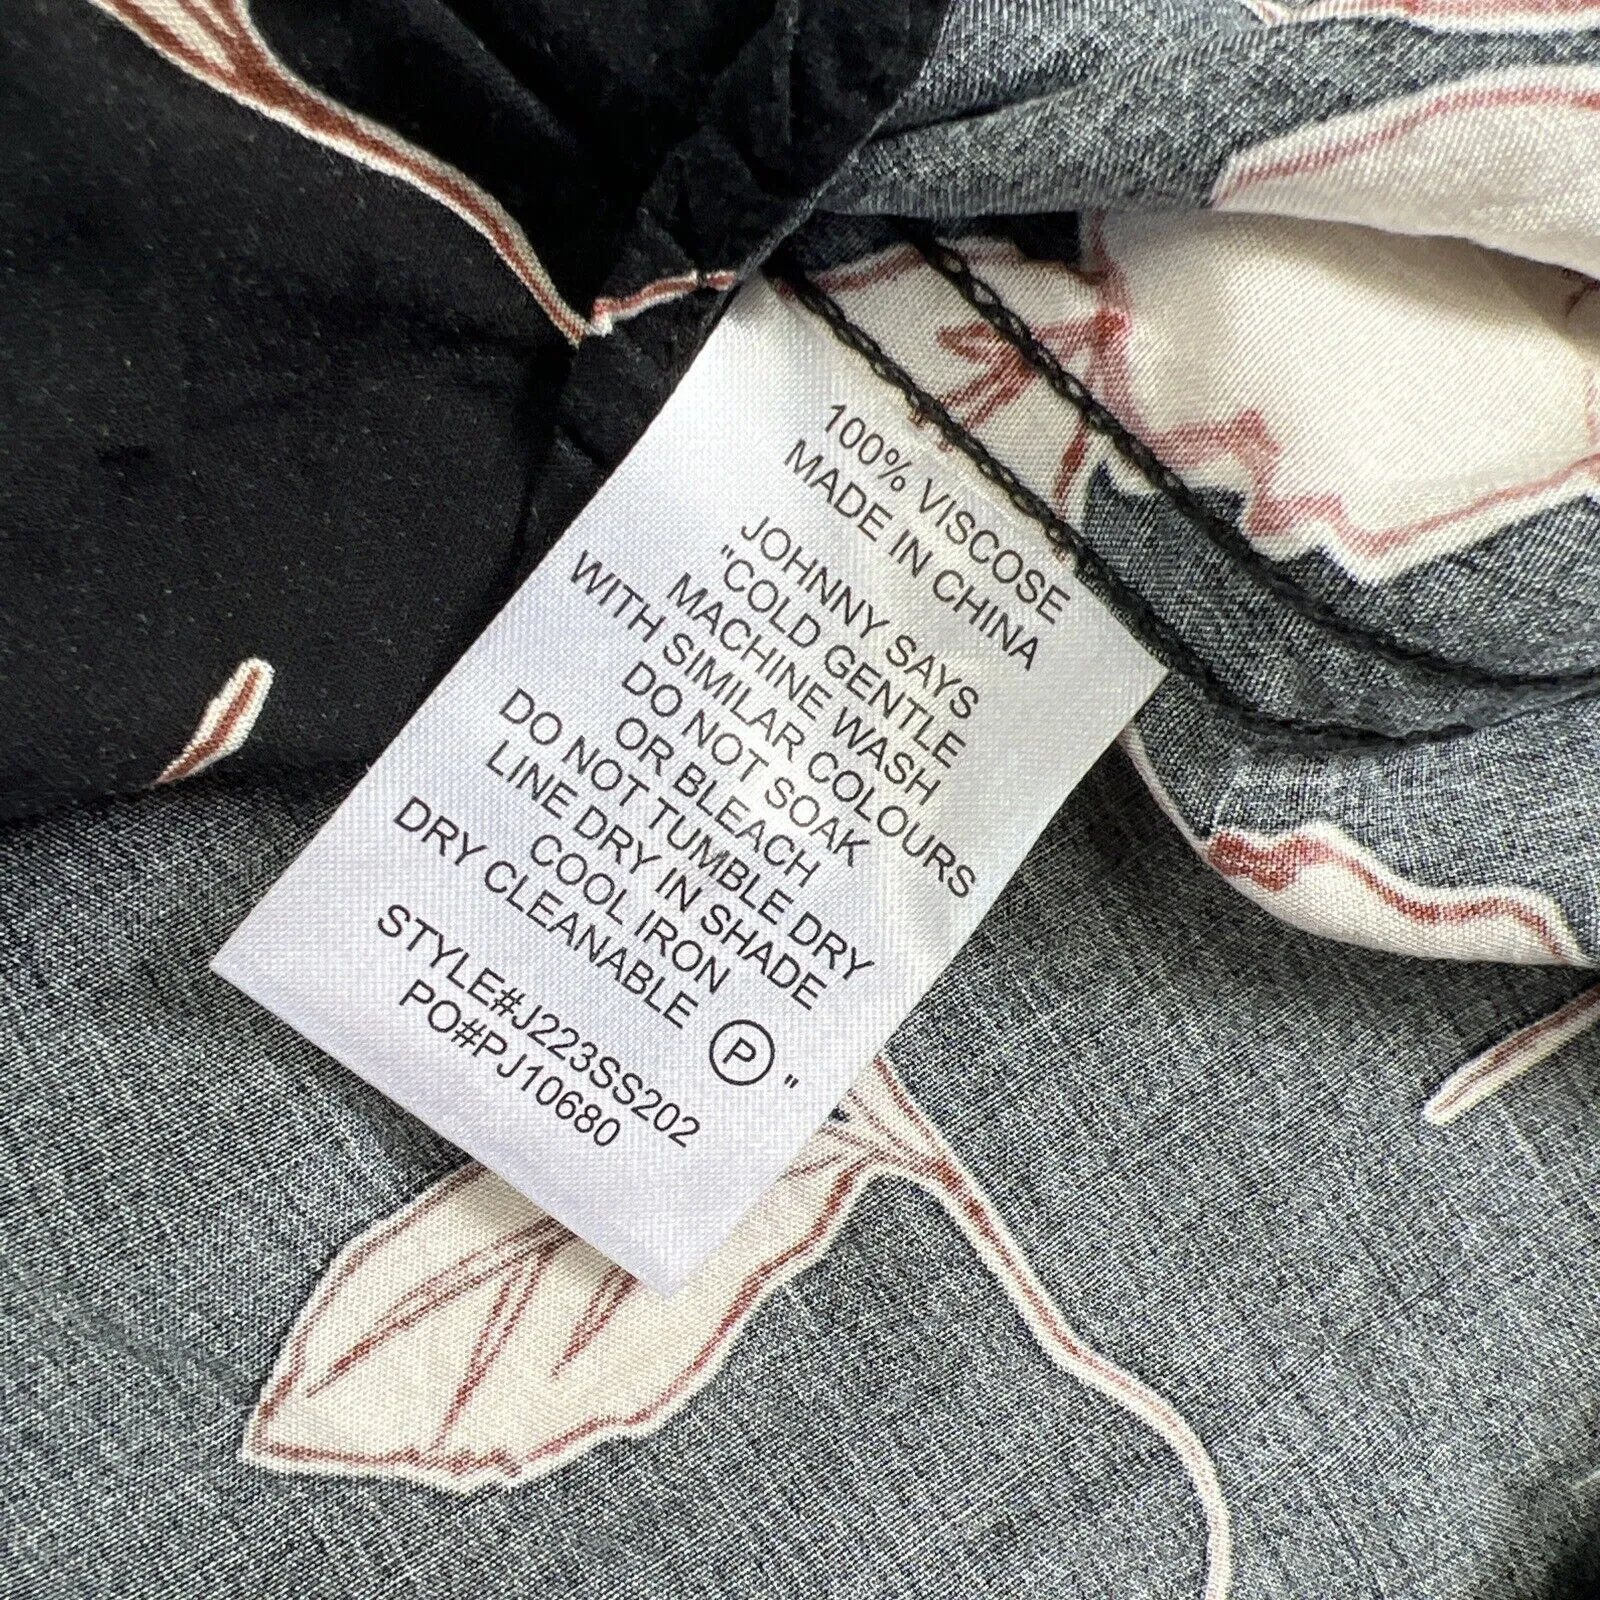 100% VISCOSE
MADE IN CHINA
JOHNNY SAYS
"COLD GENTLE
MACHINE WASH
WITH SIMILAR COLOURS
DO NOT SOAK
OR BLEACH
DO NOT TUMBLE DRY
LINE DRY IN SHADE
COOL IRON
DRY CLEANABLE Ⓟ "
STYLE#J223SS202
PO#PJ10680